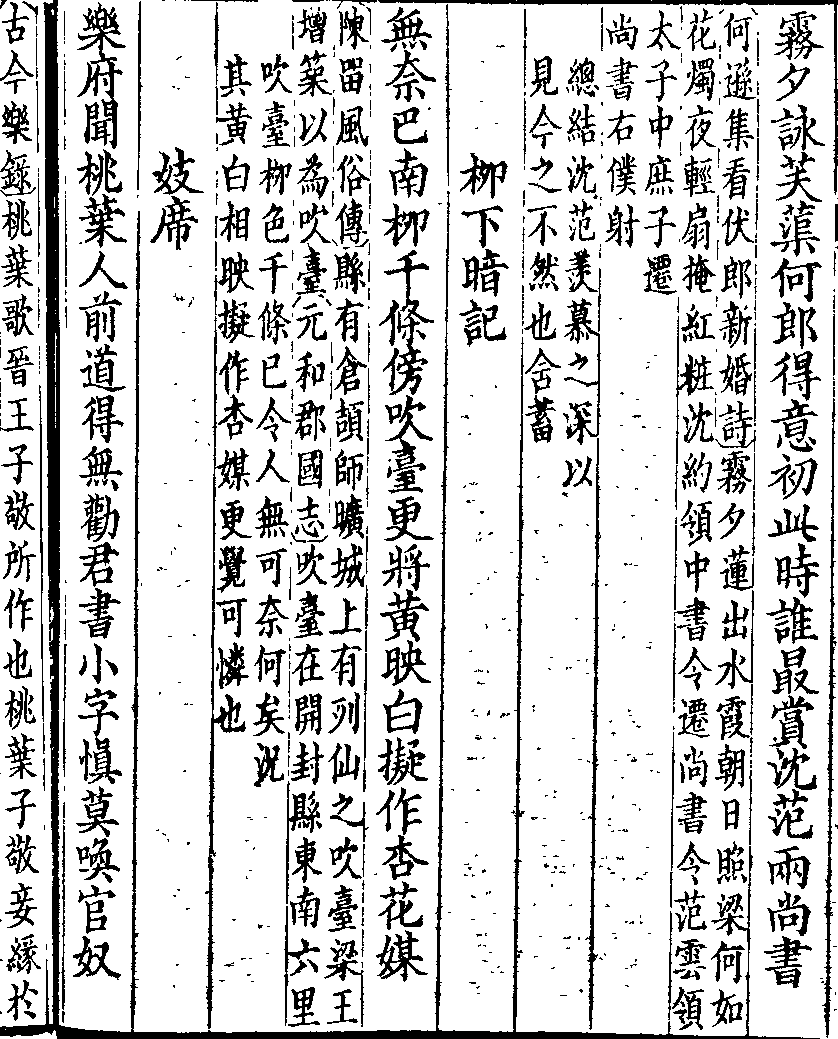 霧夕詠芙蕖何郎得意初此時誰最賞沈范兩尚書
何遜集看伏郎新婚詩霧夕蓮出水霞朝日照梁何如
花燭夜輕扇掩紅粧沈約領中書令遷尚書令范雲領
太子中庶子遷
尚書右僕射
總結沈范羨慕之深以
見今之不然也含蓄
柳下暗記
無奈巴南柳千條傍吹臺更將黄映白擬作杏花媒
陳留風俗傳縣有倉頡師曠城上有列仙之吹臺梁王
增築以為吹臺元和郡國志吹臺在開封縣東南六里
吹臺柳色千條已令人無可奈何矣況
其黄白相映擬作杏媒更覺可憐也
妓席
樂府聞桃葉人前道得無勸君書小字慎莫喚官奴
古今樂錄桃葉歌晉王子敬所作也桃葉子敬妾緣於